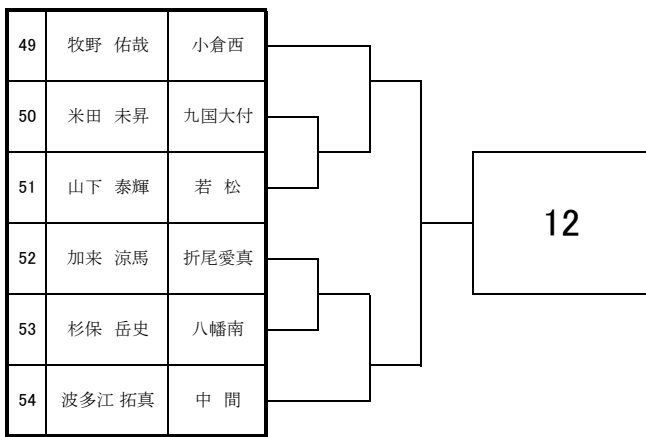 49 牧野 佑哉 小倉西
50 米田 未昇 九国大付
51 山下 泰輝 若 松
12
52 加来 涼馬 折尾愛真
53 杉保 岳史 八幡南
54 波多江 拓真 中 間